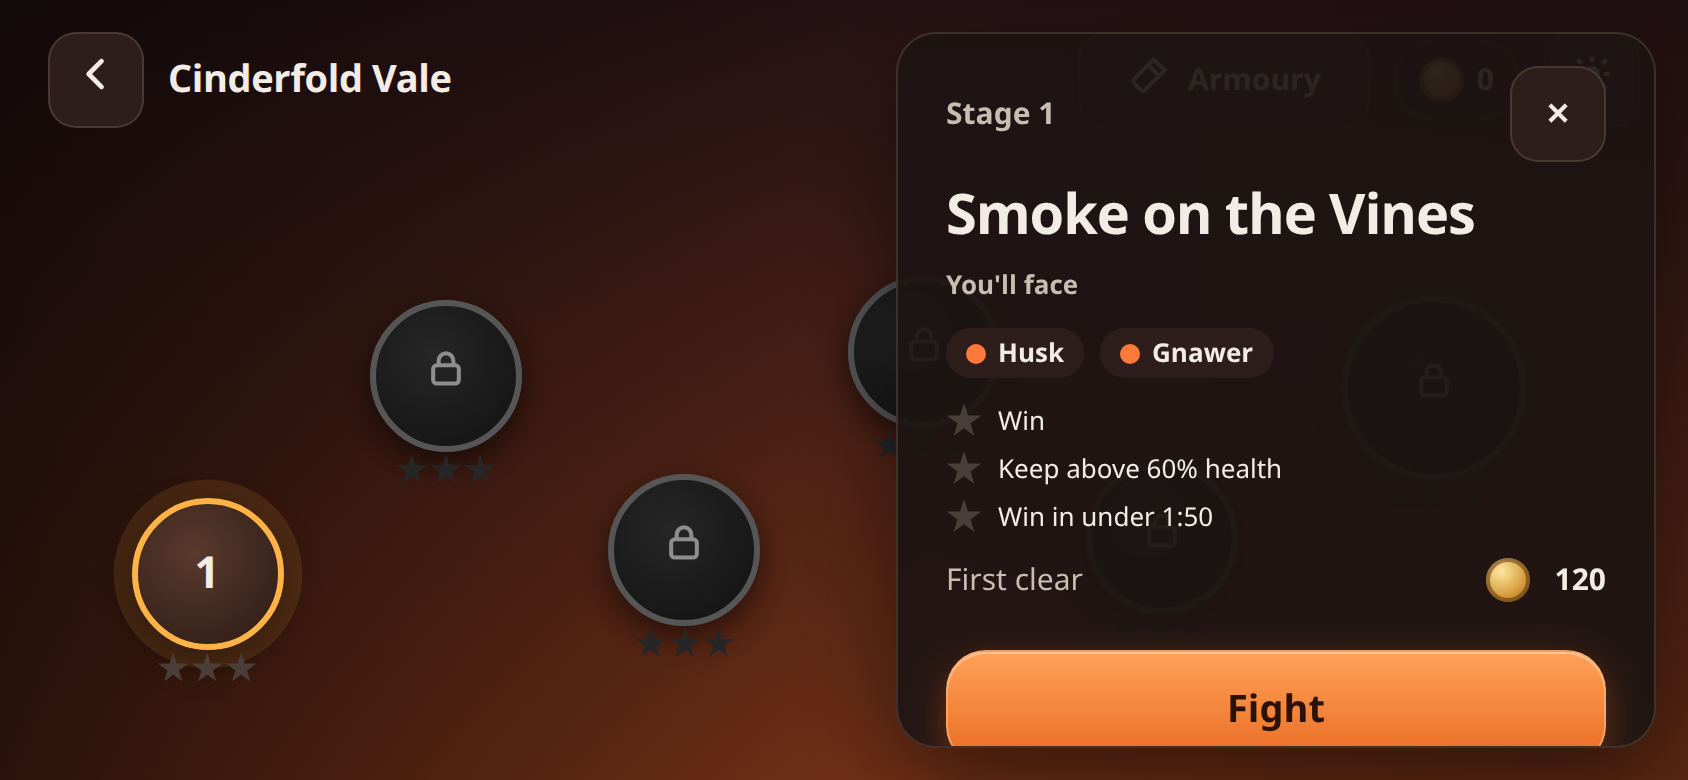 Cinderfold Vale
Armoury
0
Stage 1
×
Smoke on the Vines
You'll face
Husk
Gnawer
Win
Keep above 60% health
Win in under 1:50
First clear
120
Fight
1